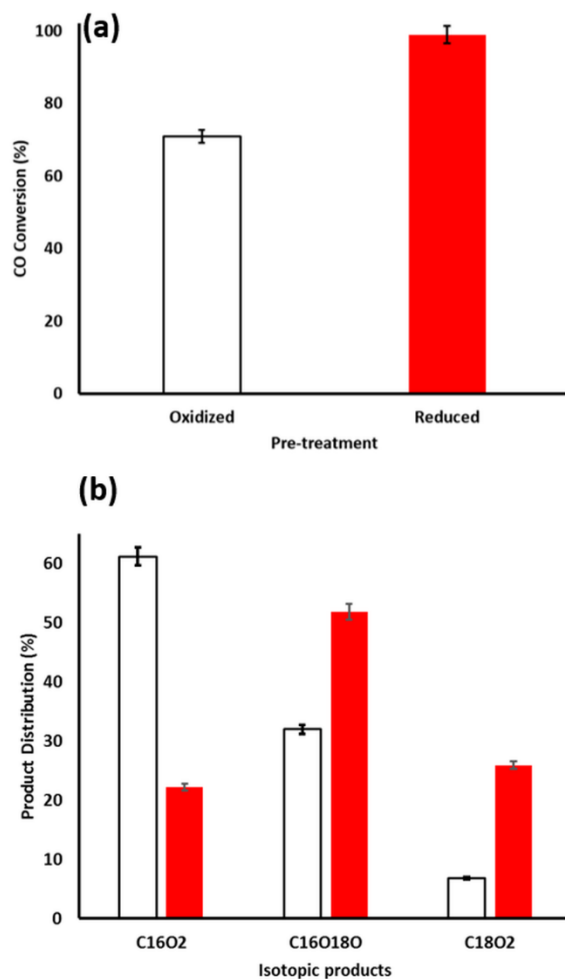 (a)
CO Conversion (%)
100
80
60
40
20
0
Oxidized
Reduced
Pre-treatment
(b)
Product Distribution (%)
60
50
40
30
20
10
0
C16O2
C16O18O
C18O2
Isotopic products